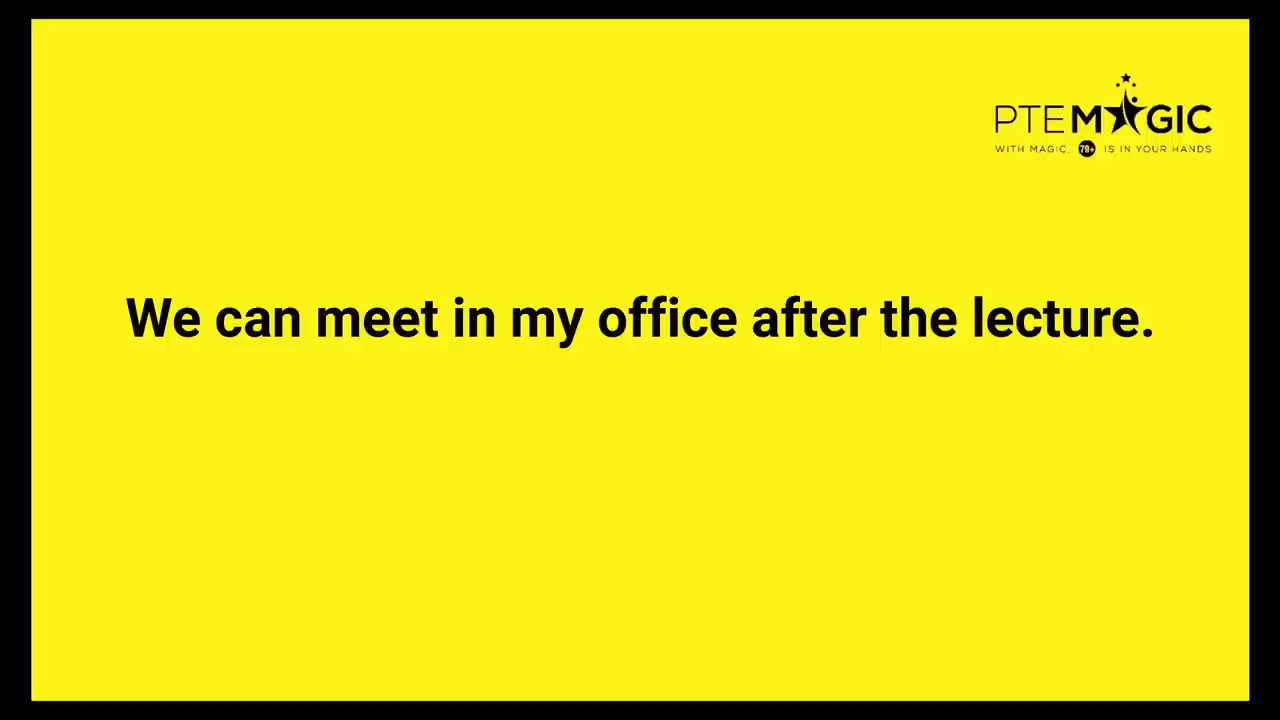 PTEMAGIC
WITH MAGIC, 79+ IS IN YOUR HANDS
We can meet in my office after the lecture.